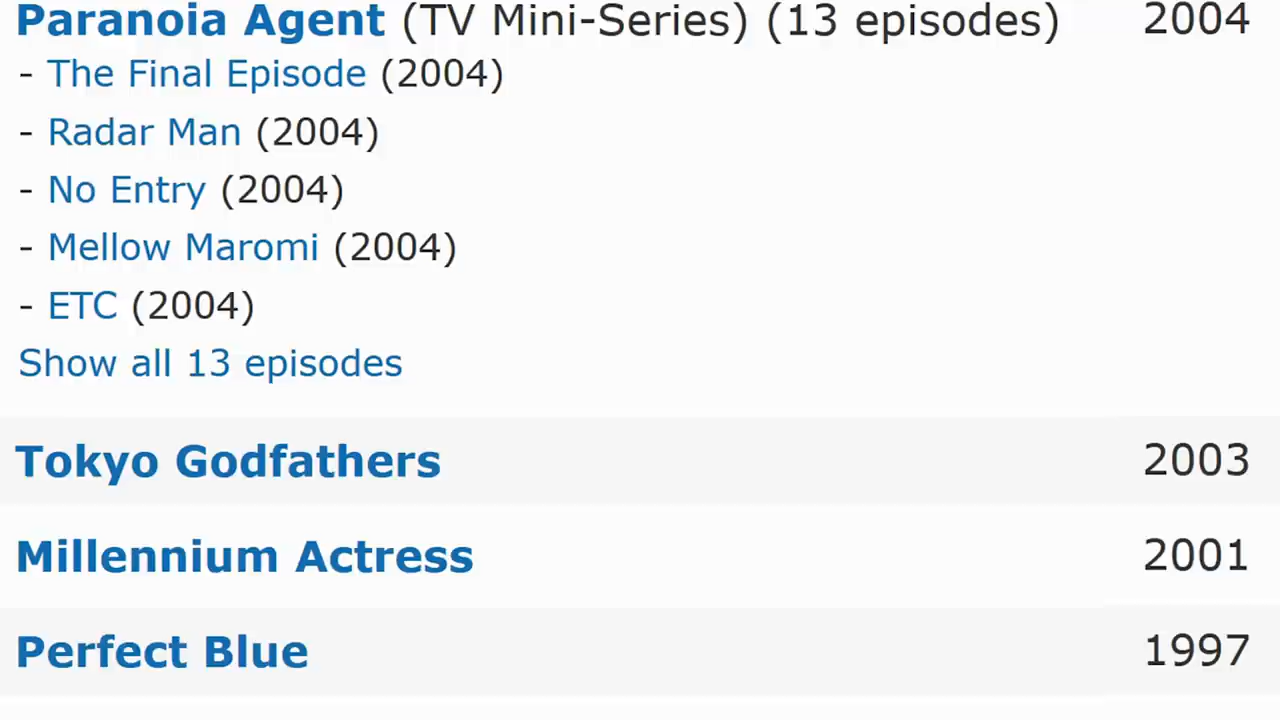 Paranoia Agent (TV Mini-Series) (13 episodes) 2004
- The Final Episode (2004)
- Radar Man (2004)
- No Entry (2004)
- Mellow Maromi (2004)
- ETC (2004)
Show all 13 episodes
Tokyo Godfathers 2003
Millennium Actress 2001
Perfect Blue 1997